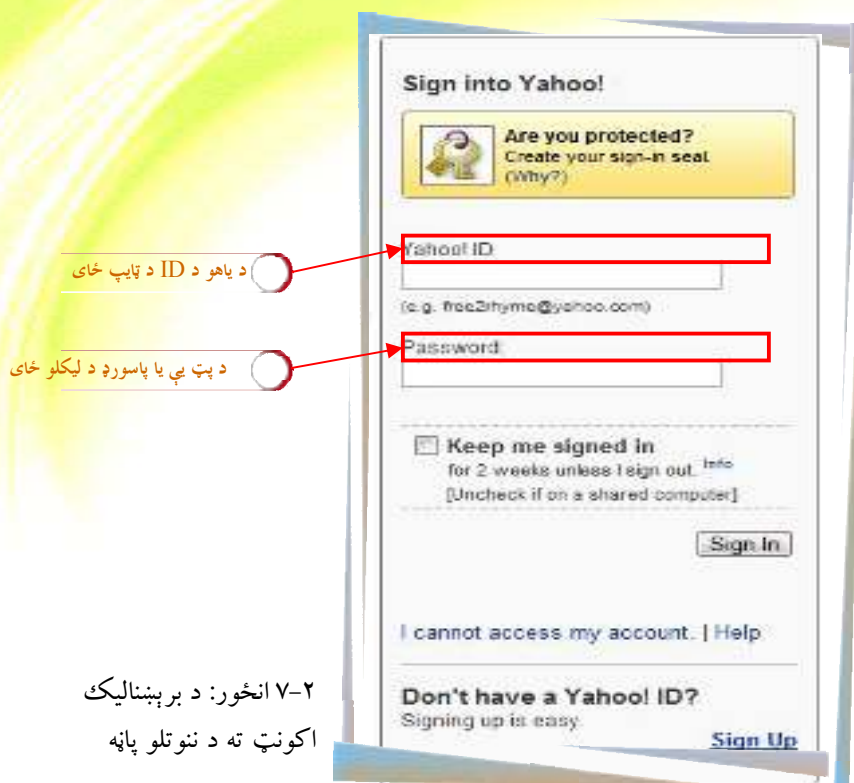 Sign into Yahoo!
Are you protected?
Create your sign-in seal
(Why?)
Yahoo! ID:
(e.g. free2rhyme@yahoo.com)
Password:
Keep me signed in
for 2 weeks unless I sign out. Info
[Uncheck if on a shared computer]
Sign In
I cannot access my account. | Help
Don't have a Yahoo! ID?
Signing up is easy.
Sign Up
د یاهو د ID د ټایپ ځای
د پټ یې یا پاسورډ د لیکلو ځای
۷-۲ انځور: د برېښنالیک
اکونټ ته د ننوتلو پاڼه